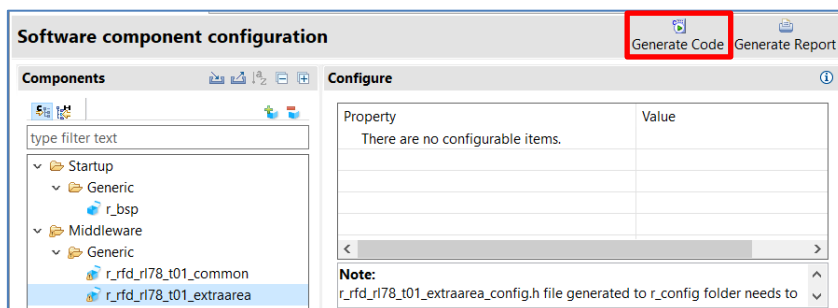 Software component configuration
Generate Code Generate Report
Components
Configure
type filter text
Startup
Generic
r_bsp
Middleware
Generic
r_rfd_rl78_t01_common
r_rfd_rl78_t01_extraarea
Property Value
There are no configurable items.
Note:
r_rfd_rl78_t01_extraarea_config.h file generated to r_config folder needs to